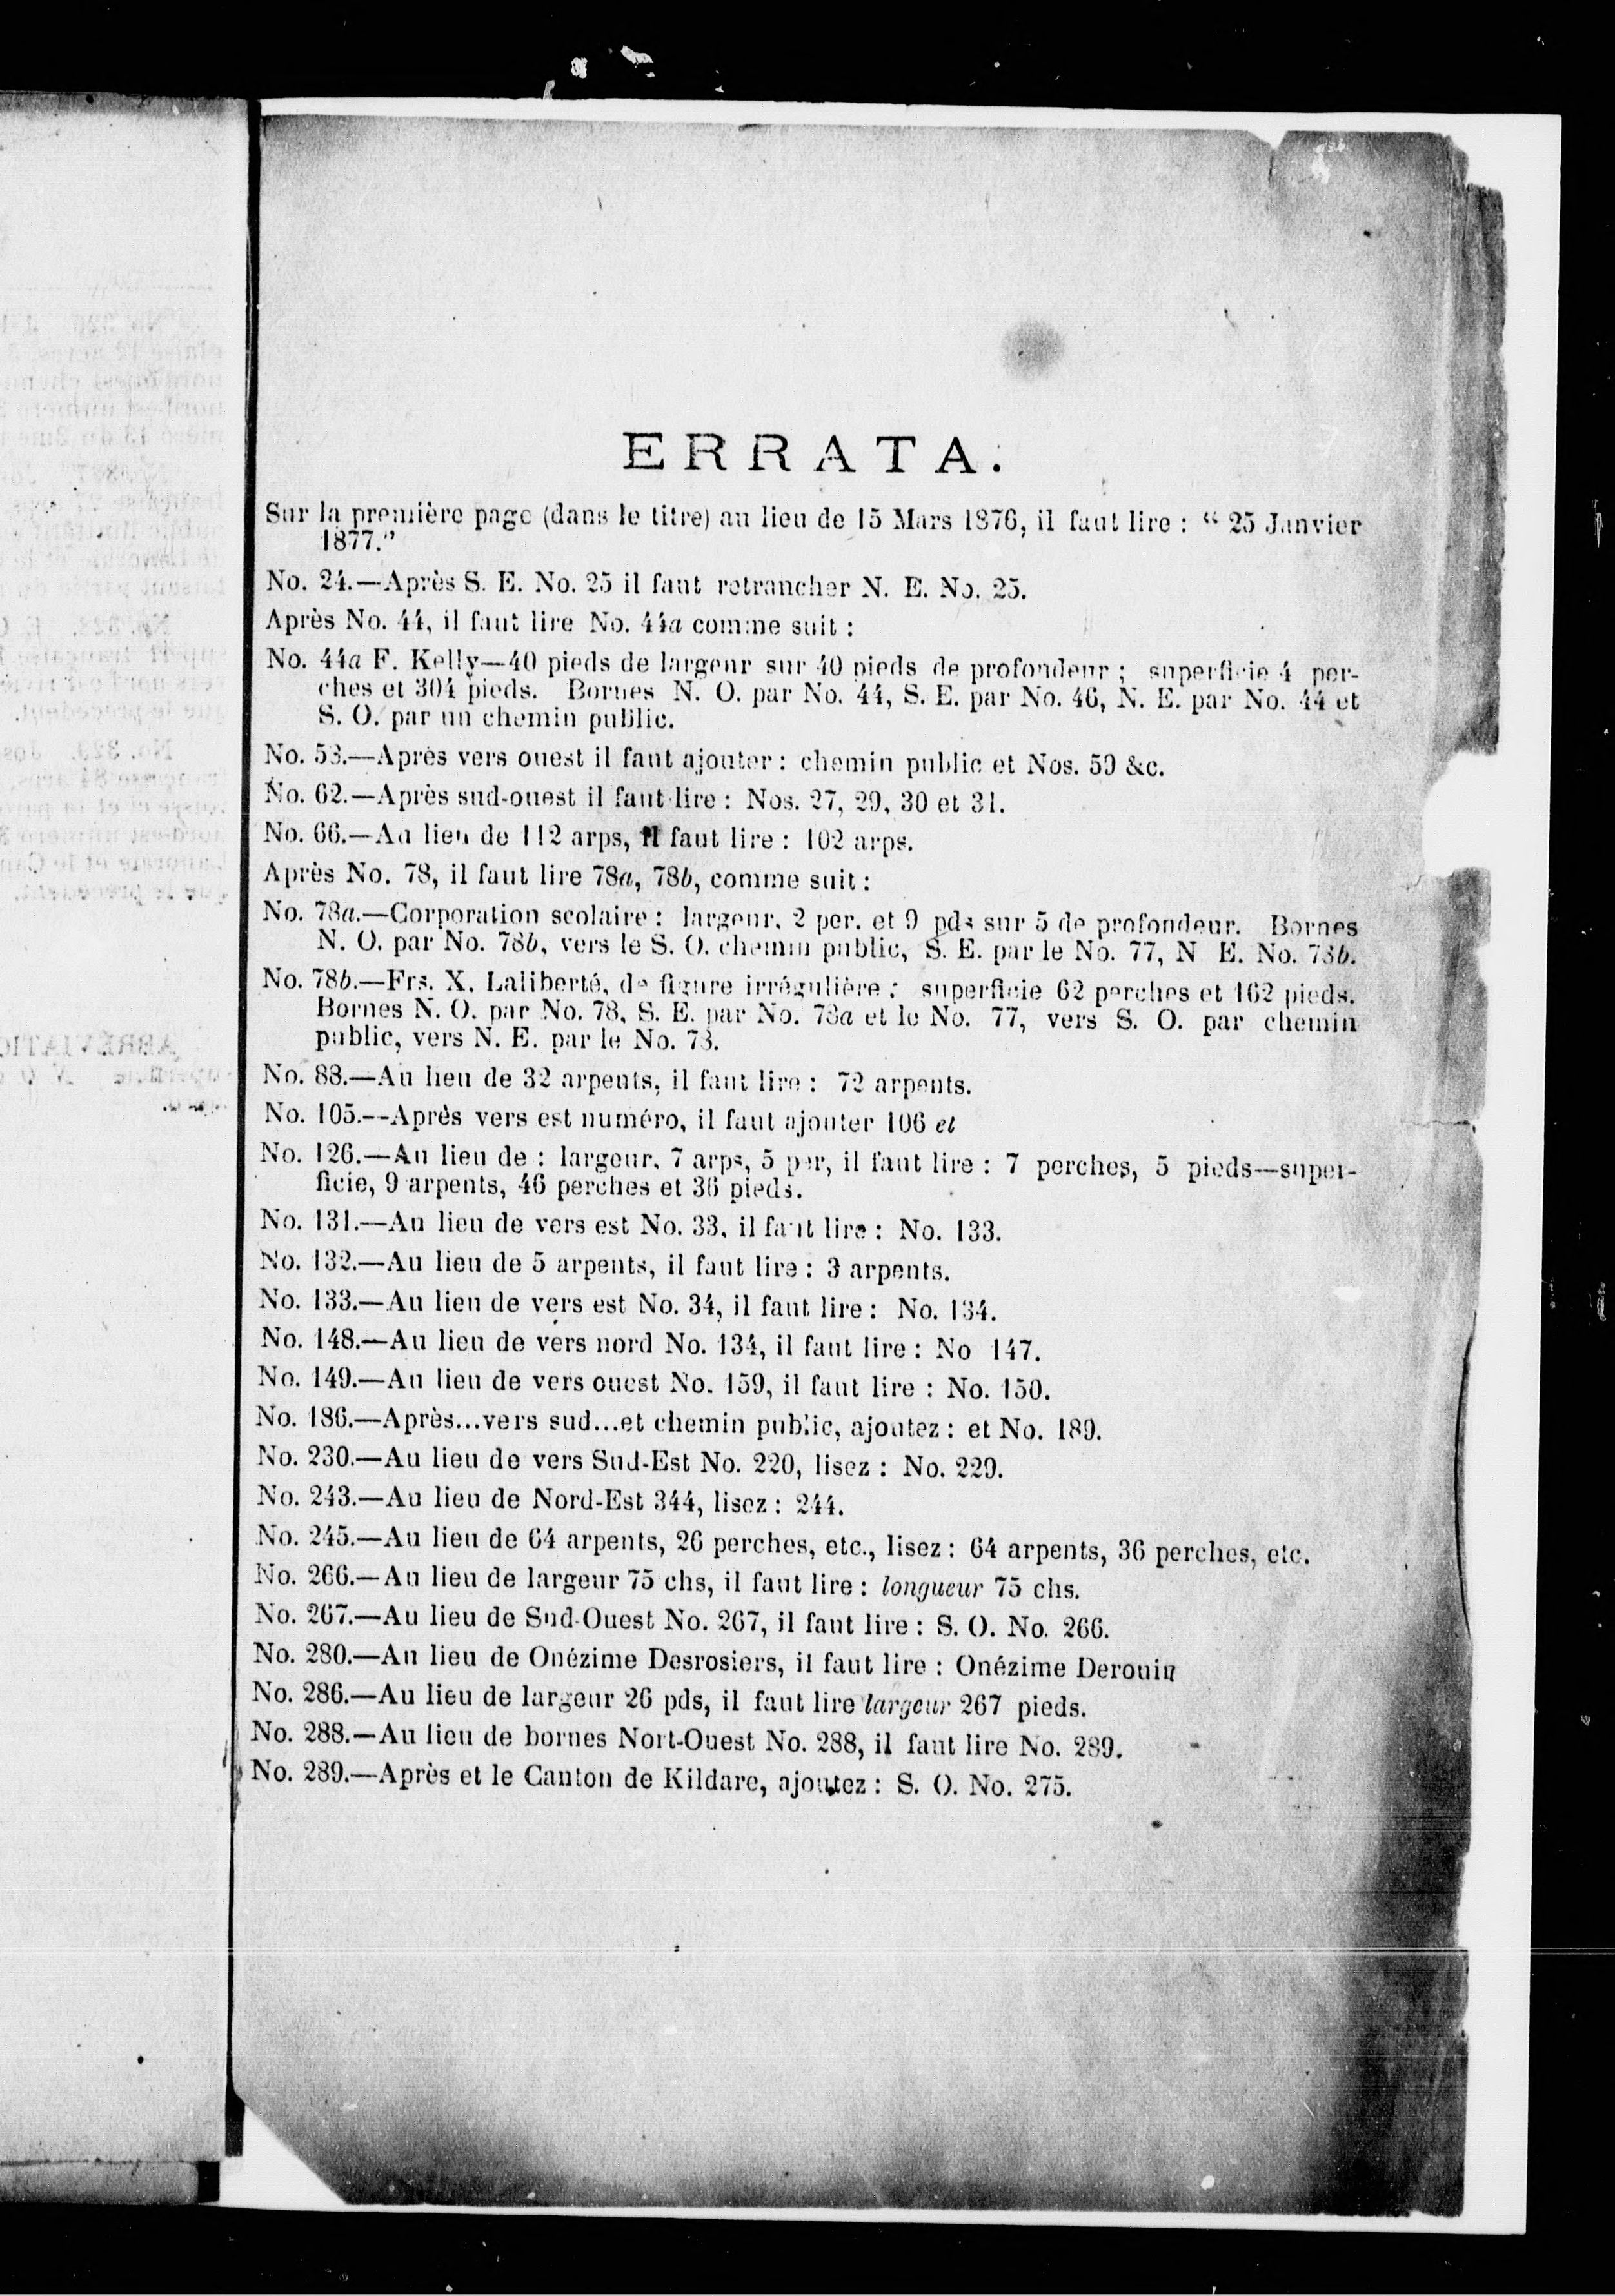 ERRATA.
Sur la première page (dans le titre) au lieu de 15 Mars 1876, il faut lire : “ 25 Janvier
1877.”
No. 24.—Après S. E. No. 25 il faut retrancher N. E. No. 25.
Après No. 44, il faut lire No. 44a comme suit :
No. 44a F. Kelly—40 pieds de largeur sur 40 pieds de profondeur ; superficie 4 per-
ches et 304 pieds. Bornes N. O. par No. 44, S. E. par No. 46, N. E. par No. 44 et
S. O. par un chemin public.
No. 53.—Après vers ouest il faut ajouter : chemin public et Nos. 59 &c.
No. 62.—Après sud-ouest il faut lire : Nos. 27, 29, 30 et 31.
No. 66.—Au lieu de 112 arps, il faut lire : 102 arps.
Après No. 78, il faut lire 78a, 78b, comme suit :
No. 78a.—Corporation scolaire : largeur, 2 per. et 9 pds sur 5 de profondeur. Bornes
N. O. par No. 78b, vers le S. O. chemin public, S. E. par le No. 77, N E. No. 78b.
No. 78b.—Frs. X. Laliberté, de figure irrégulière : superficie 62 perches et 162 pieds.
Bornes N. O. par No. 78, S. E. par No. 78a et le No. 77, vers S. O. par chemin
public, vers N. E. par le No. 78.
No. 88.—Au lieu de 32 arpents, il faut lire : 72 arpents.
No. 105.--Après vers est numéro, il faut ajouter 106 et
No. 126.—Au lieu de : largeur, 7 arps, 5 per, il faut lire : 7 perches, 5 pieds—super-
ficie, 9 arpents, 46 perches et 36 pieds.
No. 131.—Au lieu de vers est No. 33, il faut lire : No. 133.
No. 132.—Au lieu de 5 arpents, il faut lire : 3 arpents.
No. 133.—Au lieu de vers est No. 34, il faut lire : No. 134.
No. 148.—Au lieu de vers nord No. 134, il faut lire : No 147.
No. 149.—Au lieu de vers ouest No. 159, il faut lire : No. 150.
No. 186.—Après...vers sud...et chemin public, ajoutez : et No. 189.
No. 230.—Au lieu de vers Sud-Est No. 220, lisez : No. 229.
No. 243.—Au lieu de Nord-Est 344, lisez : 244.
No. 245.—Au lieu de 64 arpents, 26 perches, etc., lisez : 64 arpents, 36 perches, etc.
No. 266.—Au lieu de largeur 75 chs, il faut lire : longueur 75 chs.
No. 267.—Au lieu de Sud-Ouest No. 267, il faut lire : S. O. No. 266.
No. 280.—Au lieu de Onézime Desrosiers, il faut lire : Onézime Derouin
No. 286.—Au lieu de largeur 26 pds, il faut lire largeur 267 pieds.
No. 288.—Au lieu de bornes Nort-Ouest No. 288, il faut lire No. 289.
No. 289.—Après et le Canton de Kildare, ajoutez : S. O. No. 275.